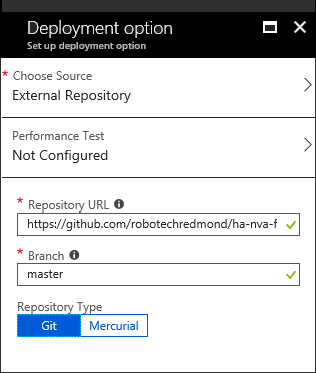 Deployment option
Set up deployment option
* Choose Source
External Repository
Performance Test
Not Configured
* Repository URL
https://github.com/robotechredmond/ha-nva-f
* Branch
master
Repository Type
Git Mercurial